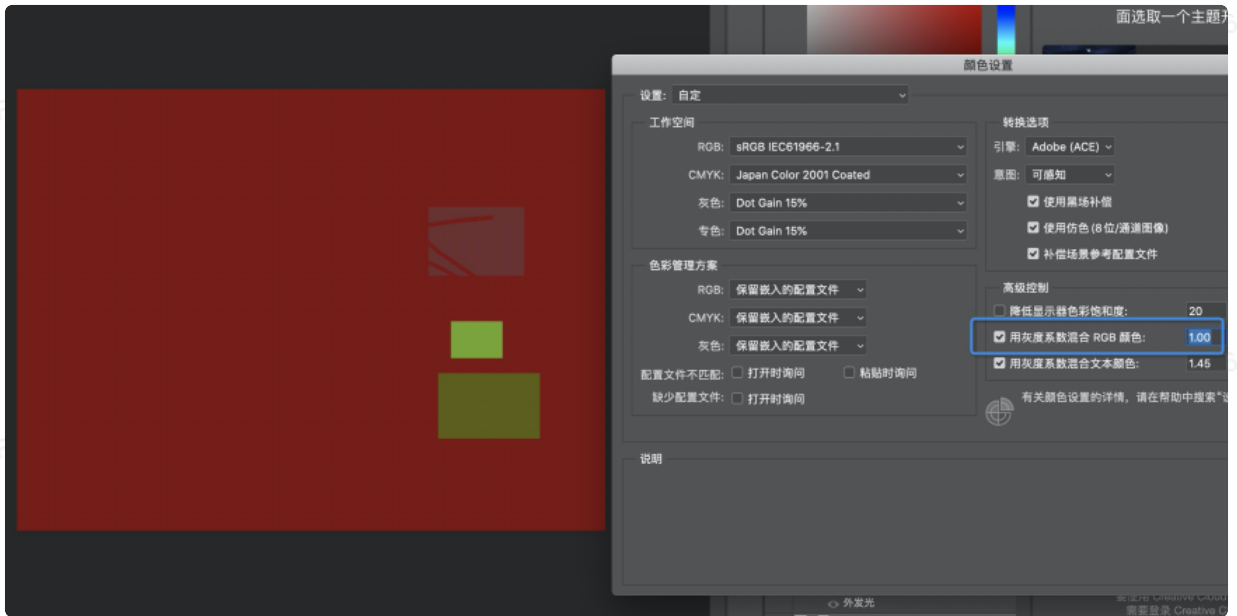 面选取一个主题
颜色设置
设置: 自定
工作空间
RGB: sRGB IEC61966-2.1
CMYK: Japan Color 2001 Coated
灰色: Dot Gain 15%
专色: Dot Gain 15%
色彩管理方案
RGB: 保留嵌入的配置文件
CMYK: 保留嵌入的配置文件
灰色: 保留嵌入的配置文件
配置文件不匹配: 打开时询问 粘贴时询问
缺少配置文件: 打开时询问
转换选项
引擎: Adobe (ACE)
意图: 可感知
使用黑场补偿
使用仿色(8位/通道图像)
补偿场景参考配置文件
高级控制
降低显示器色彩饱和度: 20
用灰度系数混合 RGB 颜色: 1.00
用灰度系数混合文本颜色: 1.45
有关颜色设置的详情，请在帮助中搜索"
说明
外发光
要使用 Creative Cloud
需要登录 Creative C